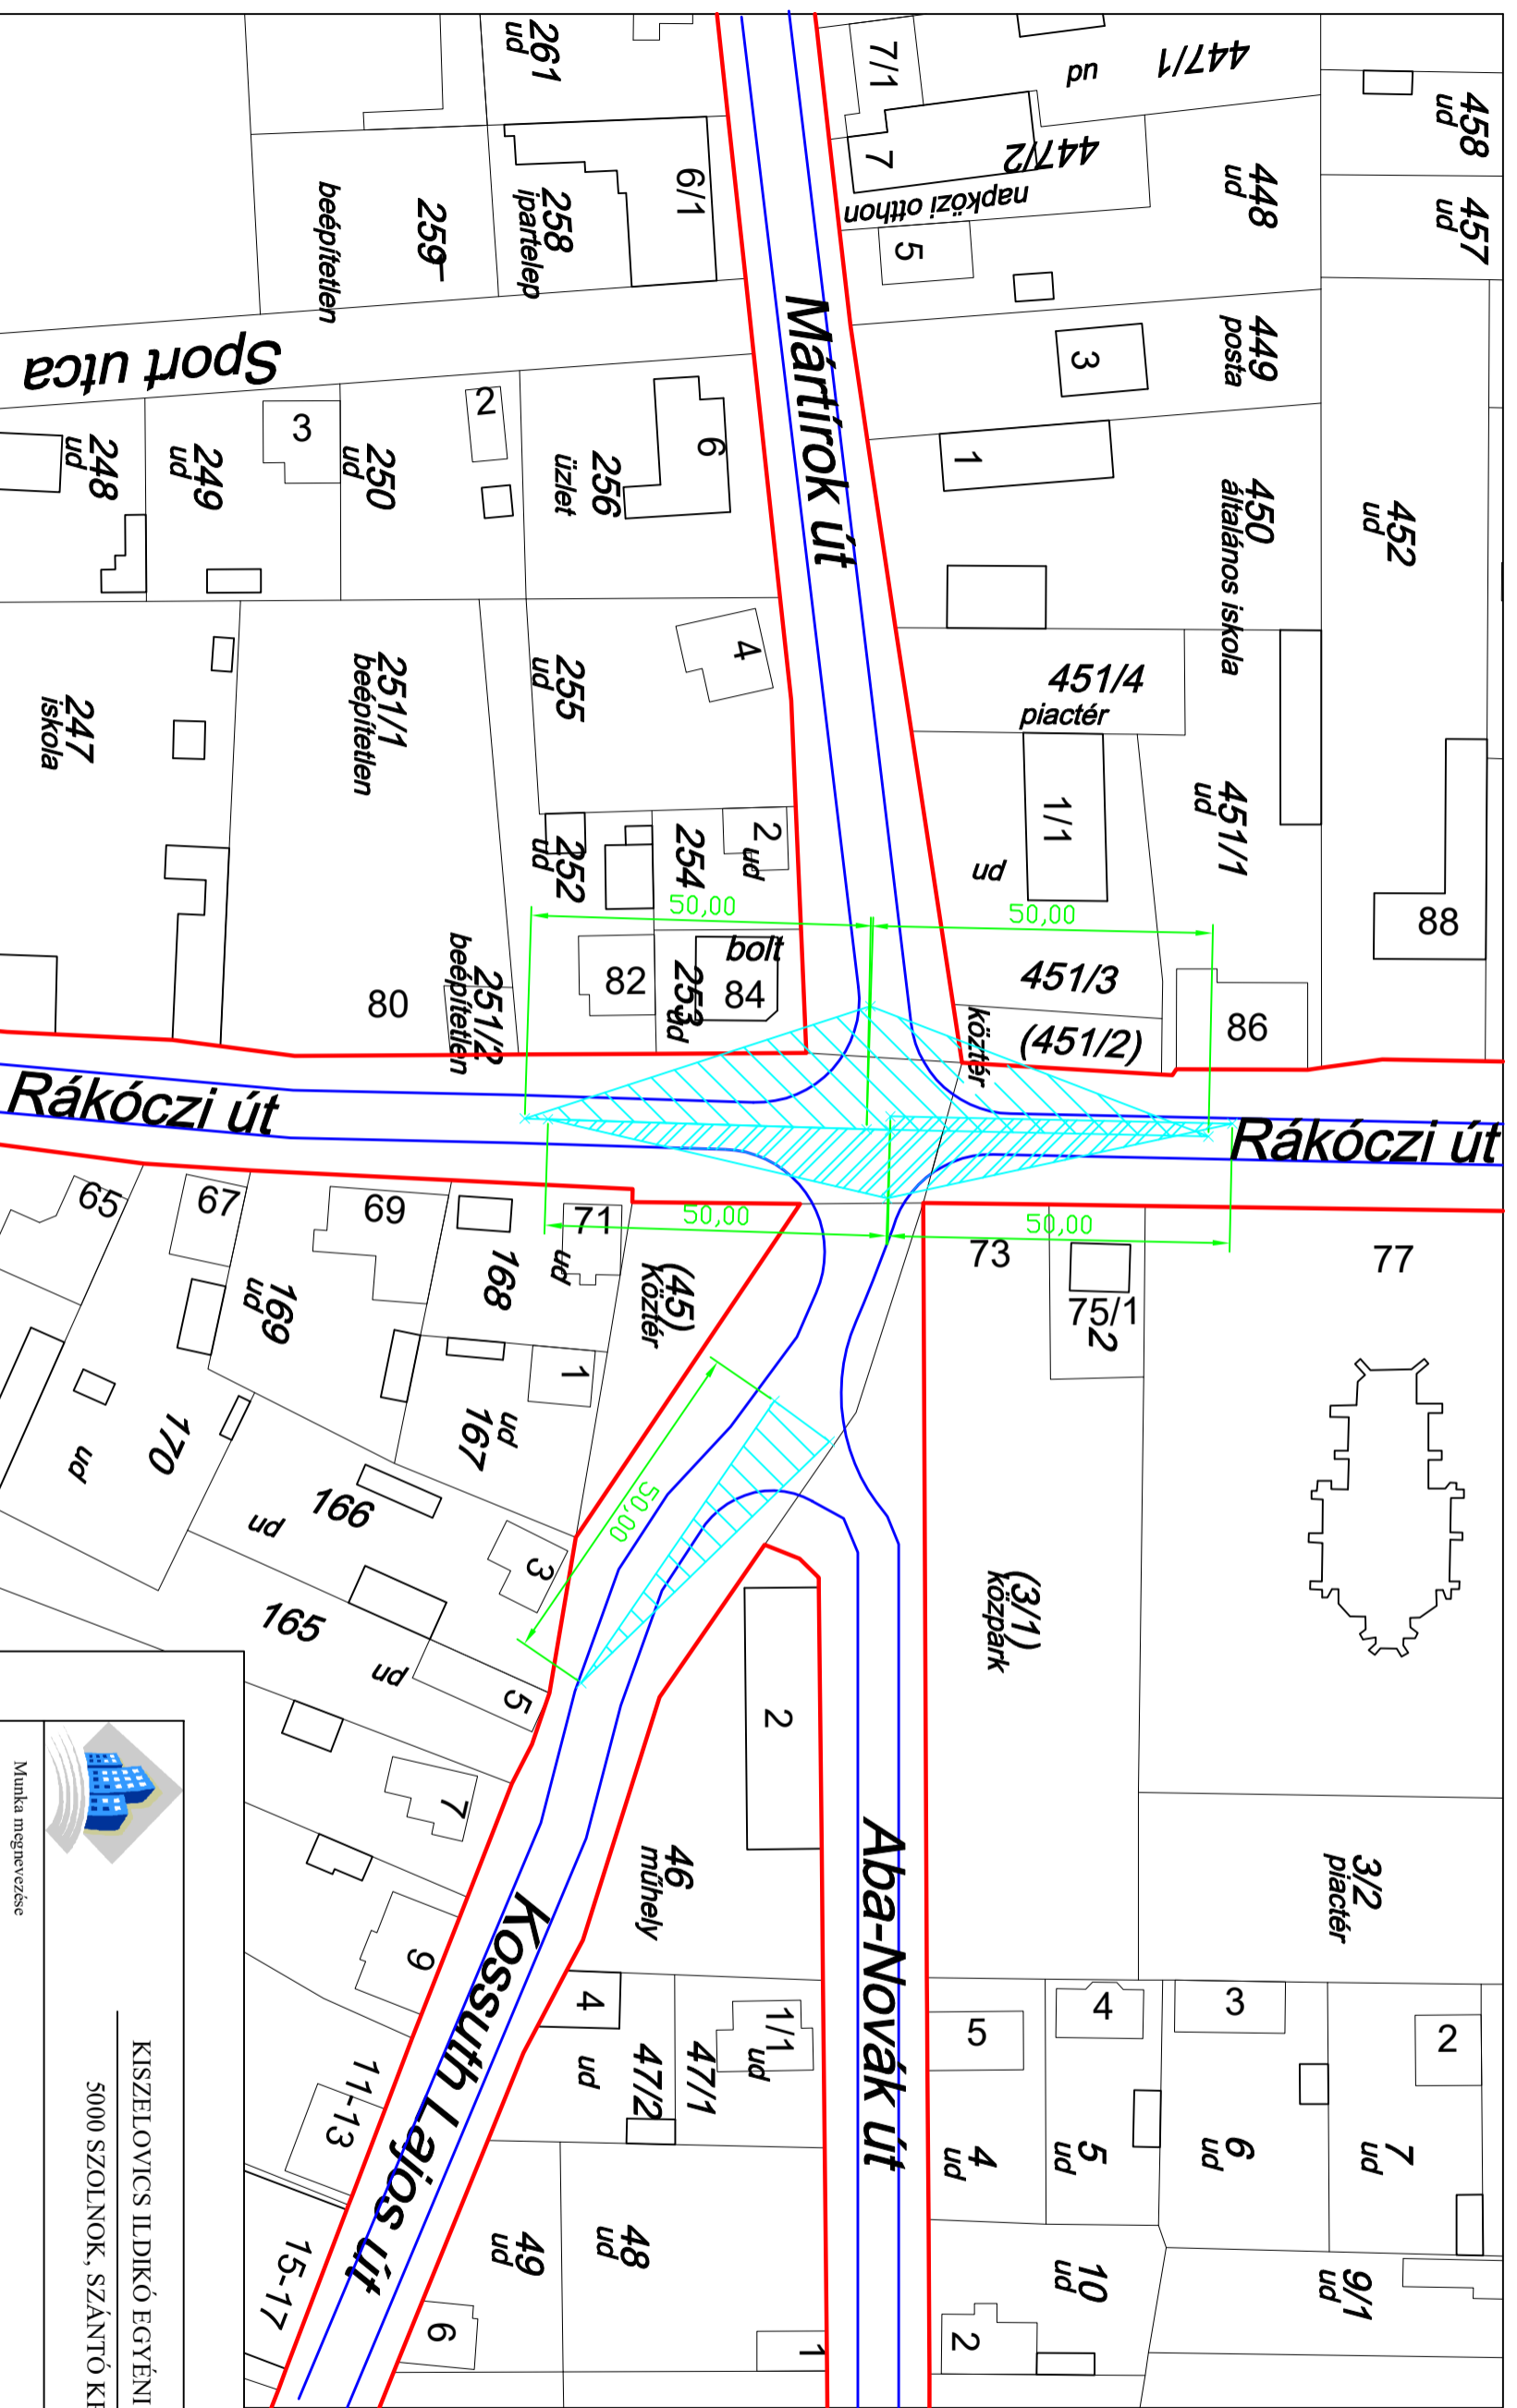 261
ud
7/1
447/1
ud
458
ud
7
447/2
napközi otthon
448
ud
457
ud
6/1
258
ipartelep
259
beépítetlen
5
449
posta
3
Sport utca
Mártírok út
248
ud
249
ud
3
250
ud
2
256
üzlet
6
1
450
általános iskola
452
ud
247
iskola
251/1
beépítetlen
255
ud
4
451/4
piactér
1/1
ud
451/1
ud
252
ud
254
2
ud
88
50,00
50,00
bolt
84
253
ud
82
251/2
beépítetlen
80
451/3
(451/2)
köztér
86
Rákóczi út
Rákóczi út
65
67
69
71
ud
50,00
50,00
73
77
75/1
2
169
ud
168
(45)
Köztér
1
ud
167
170
ud
166
ud
50,00
3
165
ud
5
(3/1)
közpark
2
7
46
műhely
3/2
piactér
Aba-Novák út
9
Kossuth Lajos út
4
ud
47/2
47/1
1/1
ud
5
4
3
2
11-13
4
ud
5
ud
6
ud
7
ud
15-17
49
ud
48
ud
10
ud
9/1
ud
6
1
2
Munka megnevezése
KISZELOVICS ILDIKÓ EGYÉNI
5000 SZOLNOK, SZÁNTÓ